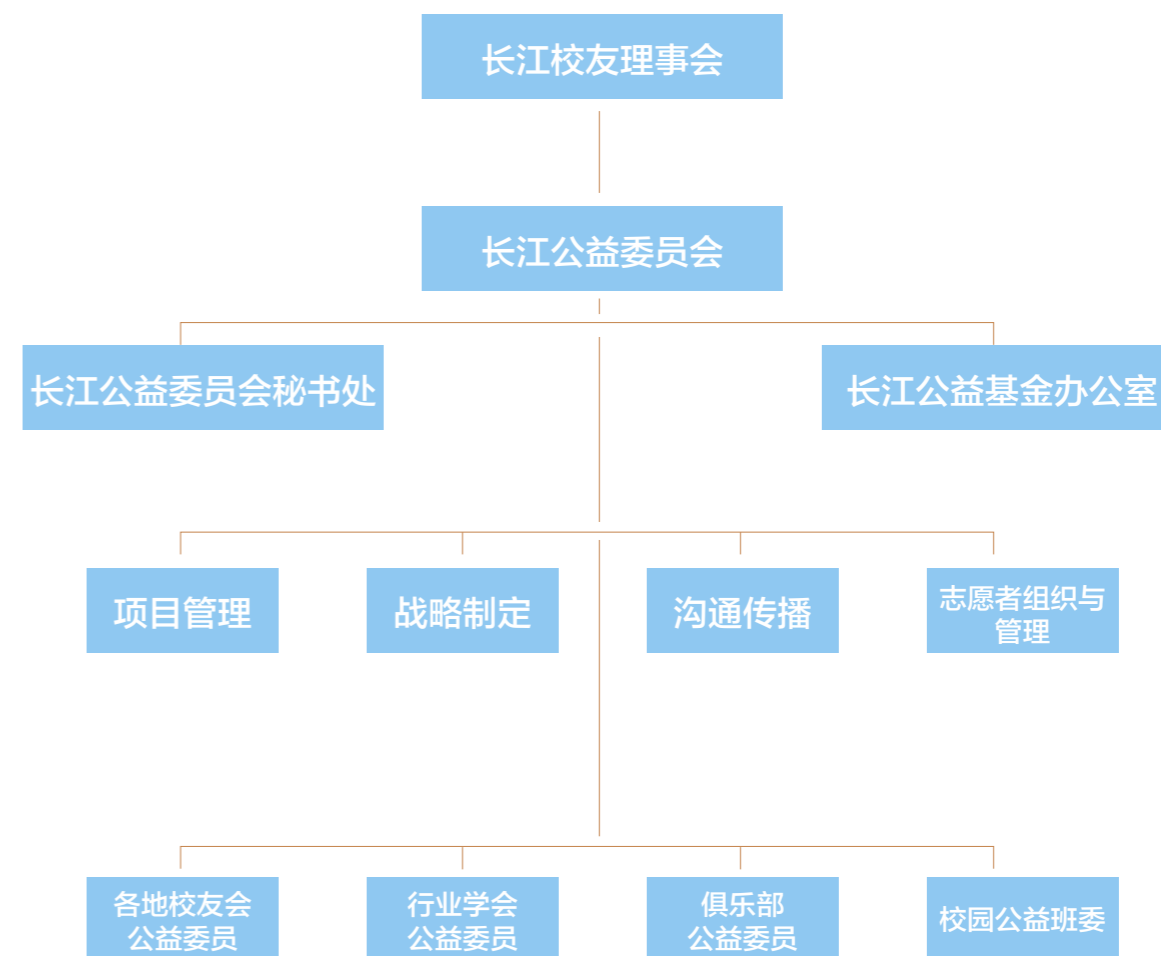 长江校友理事会
长江公益委员会
长江公益委员会秘书处
长江公益基金办公室
项目管理
战略制定
沟通传播
志愿者组织与
管理
各地校友会
公益委员
行业学会
公益委员
俱乐部
公益委员
校园公益班委